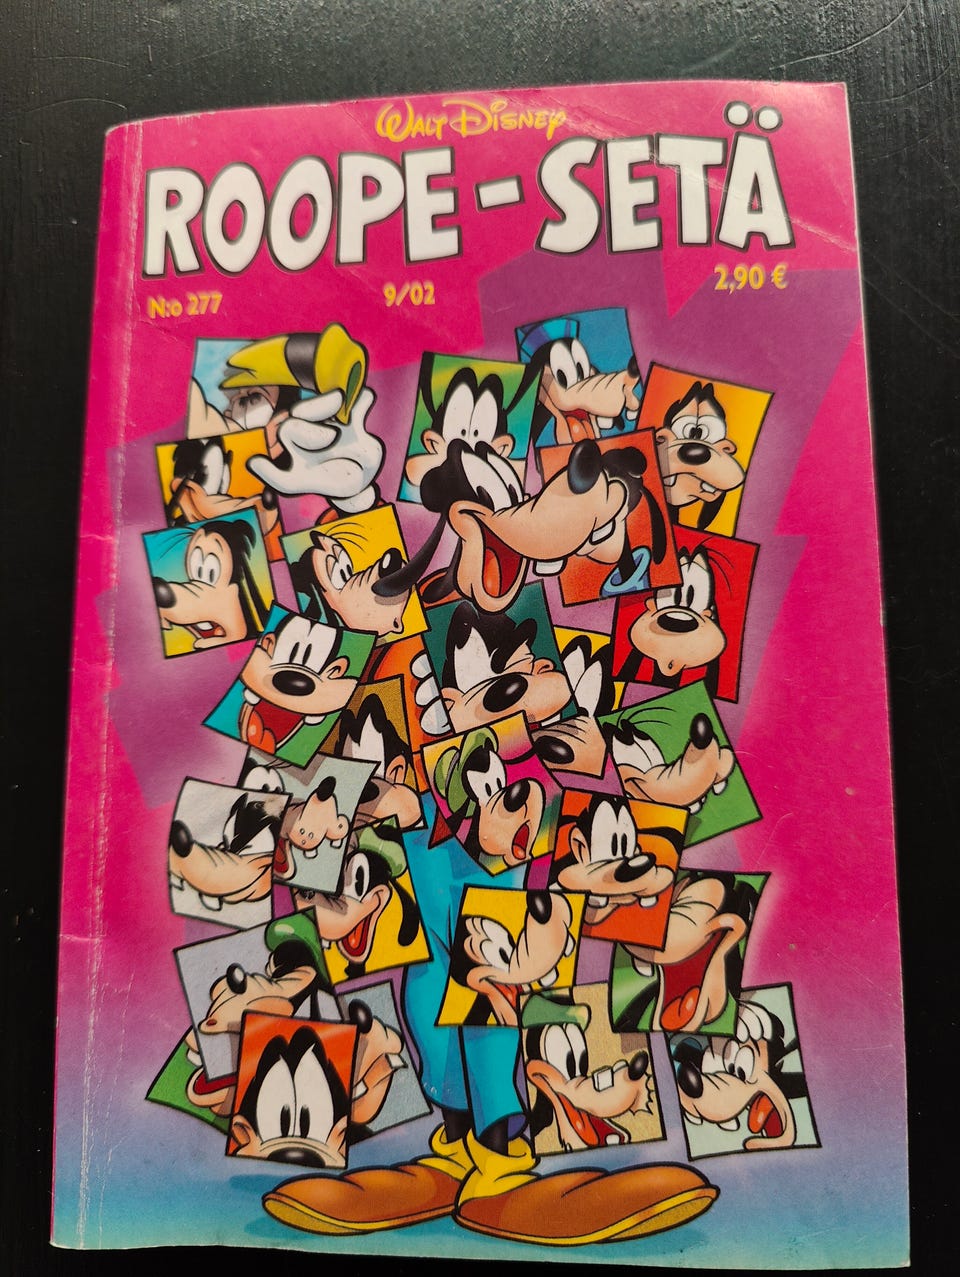 Walt Disney
ROOPE-SETÄ
N:o 277 9/02 2,90 €